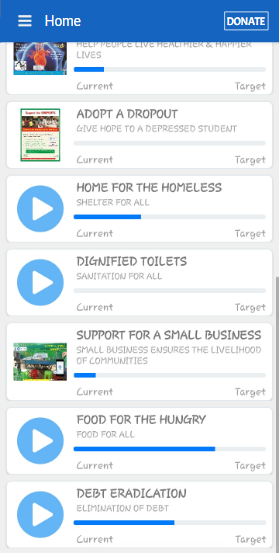 Home
DONATE
HELP PEOPLE LIVE HEALTHIER & HAPPIER
LIVES
Current Target
ADOPT A DROPOUT
GIVE HOPE TO A DEPRESSED STUDENT
Current Target
HOME FOR THE HOMELESS
SHELTER FOR ALL
Current Target
DIGNIFIED TOILETS
SANITATION FOR ALL
Current Target
SUPPORT FOR A SMALL BUSINESS
SMALL BUSINESS ENSURES THE LIVELIHOOD
OF COMMUNITIES
Current Target
FOOD FOR THE HUNGRY
FOOD FOR ALL
Current Target
DEBT ERADICATION
ELIMINATION OF DEBT
Current Target